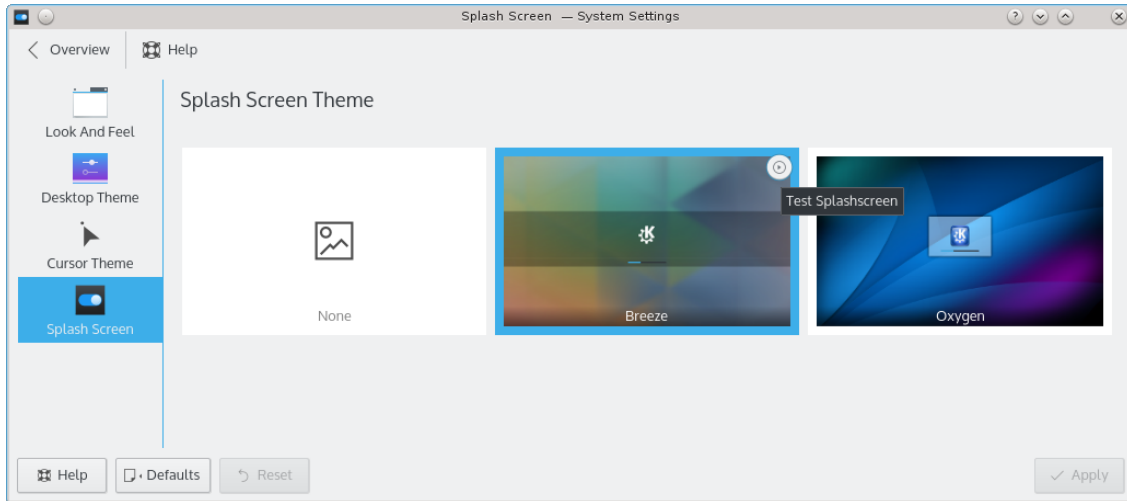 Splash Screen — System Settings
Overview
Help
Look And Feel
Desktop Theme
Cursor Theme
Splash Screen
Splash Screen Theme
None
Breeze
Test Splashscreen
Oxygen
Help
Defaults
Reset
Apply